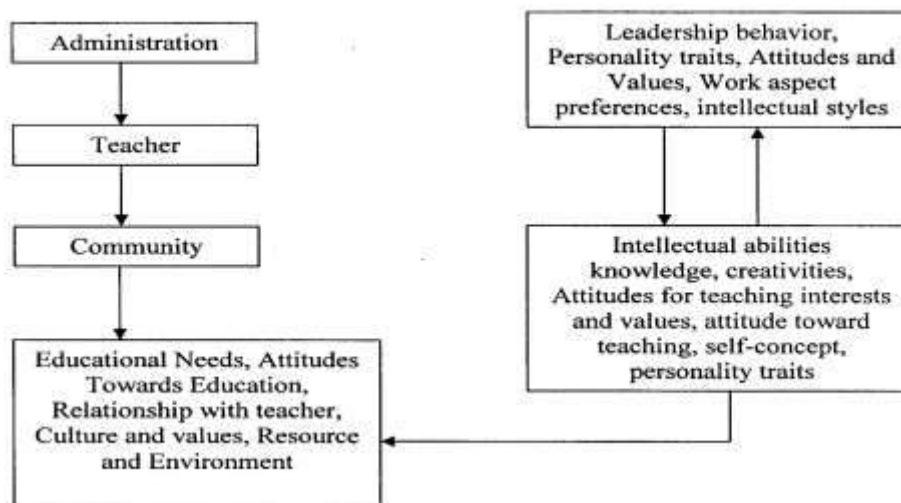 Administration
Teacher
Community
Educational Needs, Attitudes
Towards Education,
Relationship with teacher,
Culture and values, Resource
and Environment
Leadership behavior,
Personality traits, Attitudes and
Values, Work aspect
preferences, intellectual styles
Intellectual abilities
knowledge, creativities,
Attitudes for teaching interests
and values, attitude toward
teaching, self-concept,
personality traits